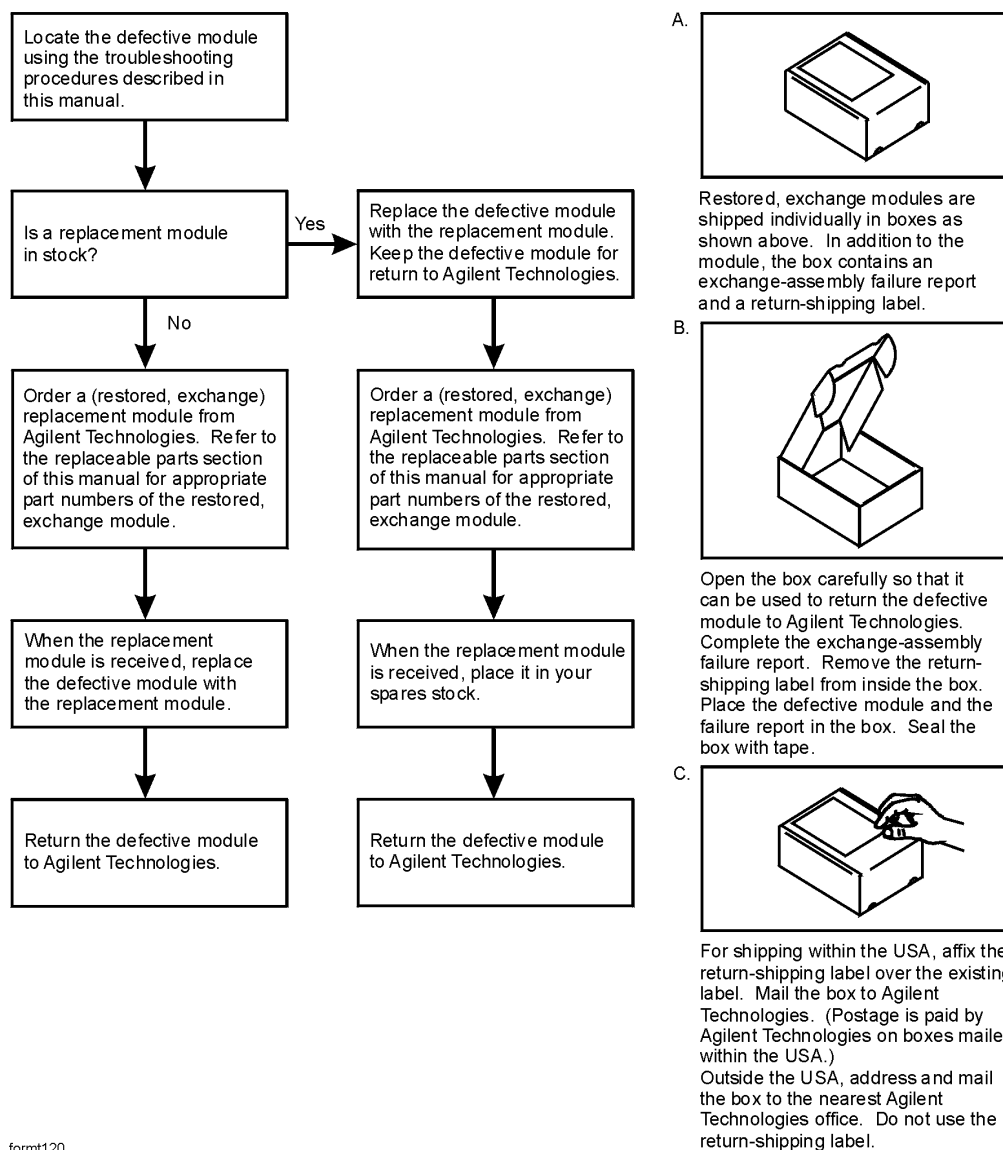 Locate the defective module
using the troubleshooting
procedures described in
this manual.
Is a replacement module
in stock?
Yes
No
Replace the defective module
with the replacement module.
Keep the defective module for
return to Agilent Technologies.
Order a (restored, exchange)
replacement module from
Agilent Technologies. Refer to
the replaceable parts section
of this manual for appropriate
part numbers of the restored,
exchange module.
Order a (restored, exchange)
replacement module from
Agilent Technologies. Refer to
the replaceable parts section
of this manual for appropriate
part numbers of the restored,
exchange module.
When the replacement
module is received, replace
the defective module with
the replacement module.
When the replacement module
is received, place it in your
spares stock.
Return the defective module
to Agilent Technologies.
Return the defective module
to Agilent Technologies.
A.
Restored, exchange modules are
shipped individually in boxes as
shown above. In addition to the
module, the box contains an
exchange-assembly failure report
and a return-shipping label.
B.
Open the box carefully so that it
can be used to return the defective
module to Agilent Technologies.
Complete the exchange-assembly
failure report. Remove the return-
shipping label from inside the box.
Place the defective module and the
failure report in the box. Seal the
box with tape.
C.
For shipping within the USA, affix the
return-shipping label over the existing
label. Mail the box to Agilent
Technologies. (Postage is paid by
Agilent Technologies on boxes maile
within the USA.)
Outside the USA, address and mail
the box to the nearest Agilent
Technologies office. Do not use the
return-shipping label.
formt120